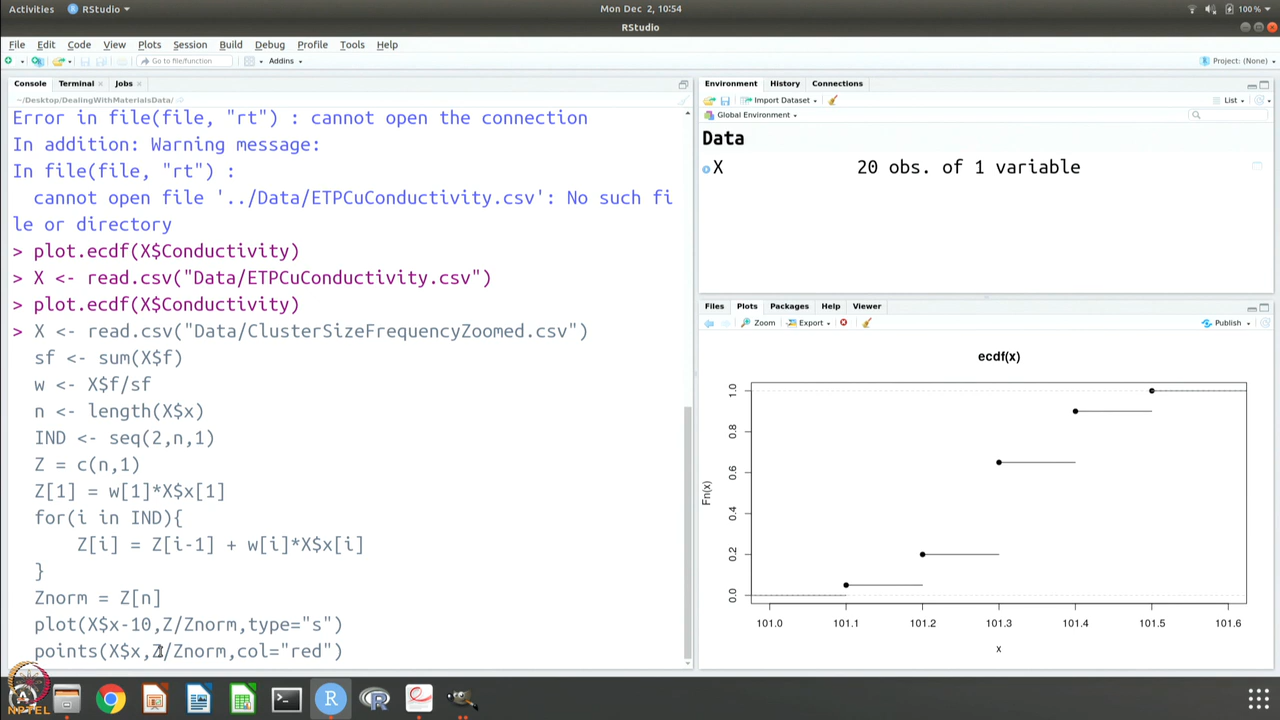 Activities RStudio Mon Dec 2, 10:54 100%
RStudio
File Edit Code View Plots Session Build Debug Profile Tools Help
Go to file/function Addins Project: (None)
Console Terminal Jobs
~/Desktop/DealingWithMaterialsData/
Error in file(file, "rt") : cannot open the connection
In addition: Warning message:
In file(file, "rt") :
cannot open file '../Data/ETPCuConductivity.csv': No such fi
le or directory
> plot.ecdf(X$Conductivity)
> X <- read.csv("Data/ETPCuConductivity.csv")
> plot.ecdf(X$Conductivity)
> X <- read.csv("Data/ClusterSizeFrequencyZoomed.csv")
sf <- sum(X$f)
w <- X$f/sf
n <- length(X$x)
IND <- seq(2,n,1)
Z = c(n,1)
Z[1] = w[1]*X$x[1]
for(i in IND){
Z[i] = Z[i-1] + w[i]*X$x[i]
}
Znorm = Z[n]
plot(X$x-10,Z/Znorm,type="s")
points(X$x,Z/Znorm,col="red")
Environment History Connections
Import Dataset List
Global Environment
Data
X 20 obs. of 1 variable
Files Plots Packages Help Viewer
Zoom Export Publish
ecdf(x)
Fn(x)
1.0
0.8
0.6
0.4
0.2
0.0
101.0 101.1 101.2 101.3 101.4 101.5 101.6
x
NPTEL